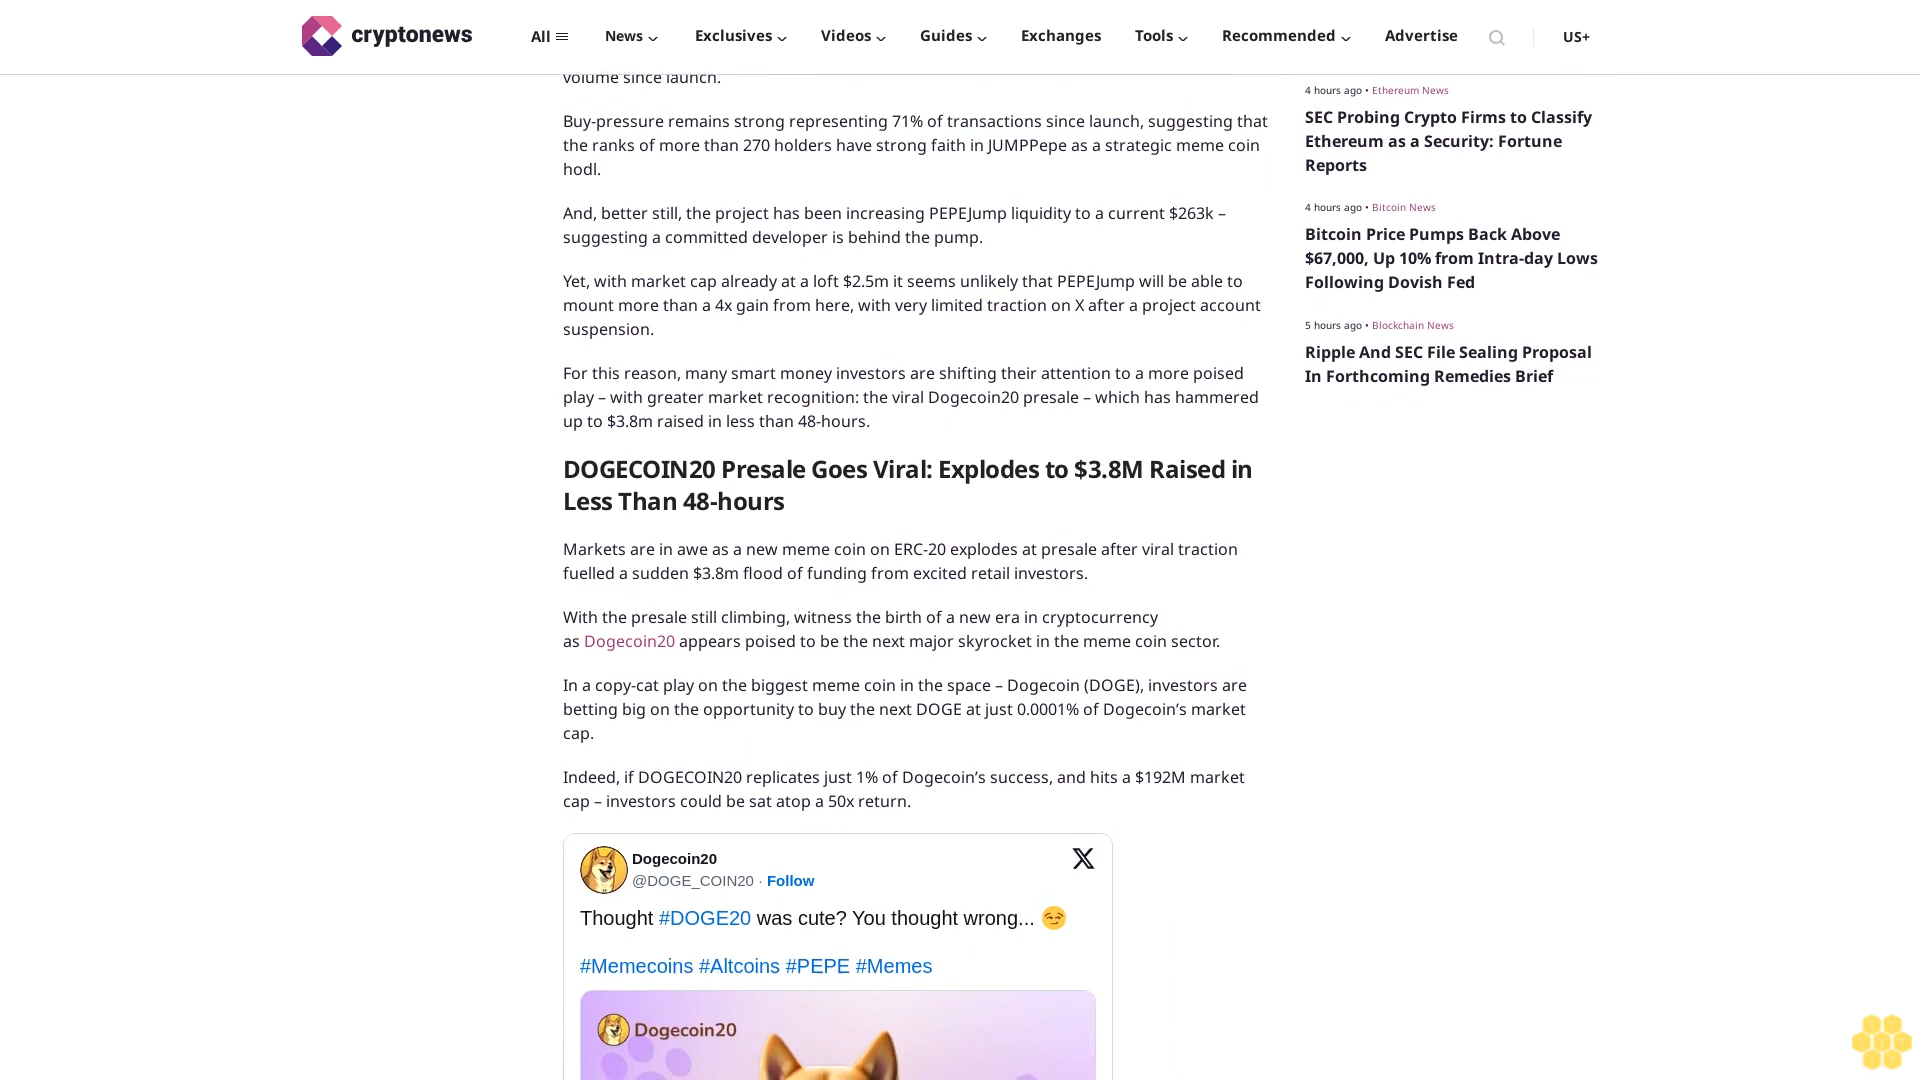 cryptonews
All
News
Exclusives
Videos
Guides
Exchanges
Tools
Recommended
Advertise
US+
volume since launch.
Buy-pressure remains strong representing 71% of transactions since launch, suggesting that
the ranks of more than 270 holders have strong faith in JUMPPepe as a strategic meme coin
hodl.
And, better still, the project has been increasing PEPEJump liquidity to a current $263k –
suggesting a committed developer is behind the pump.
Yet, with market cap already at a loft $2.5m it seems unlikely that PEPEJump will be able to
mount more than a 4x gain from here, with very limited traction on X after a project account
suspension.
For this reason, many smart money investors are shifting their attention to a more poised
play – with greater market recognition: the viral Dogecoin20 presale – which has hammered
up to $3.8m raised in less than 48-hours.
DOGECOIN20 Presale Goes Viral: Explodes to $3.8M Raised in
Less Than 48-hours
Markets are in awe as a new meme coin on ERC-20 explodes at presale after viral traction
fuelled a sudden $3.8m flood of funding from excited retail investors.
With the presale still climbing, witness the birth of a new era in cryptocurrency
as Dogecoin20 appears poised to be the next major skyrocket in the meme coin sector.
In a copy-cat play on the biggest meme coin in the space – Dogecoin (DOGE), investors are
betting big on the opportunity to buy the next DOGE at just 0.0001% of Dogecoin’s market
cap.
Indeed, if DOGECOIN20 replicates just 1% of Dogecoin’s success, and hits a $192M market
cap – investors could be sat atop a 50x return.
Dogecoin20
@DOGE_COIN20 · Follow
Thought #DOGE20 was cute? You thought wrong... 😏
#Memecoins #Altcoins #PEPE #Memes
Dogecoin20
4 hours ago • Ethereum News
SEC Probing Crypto Firms to Classify
Ethereum as a Security: Fortune
Reports
4 hours ago • Bitcoin News
Bitcoin Price Pumps Back Above
$67,000, Up 10% from Intra-day Lows
Following Dovish Fed
5 hours ago • Blockchain News
Ripple And SEC File Sealing Proposal
In Forthcoming Remedies Brief